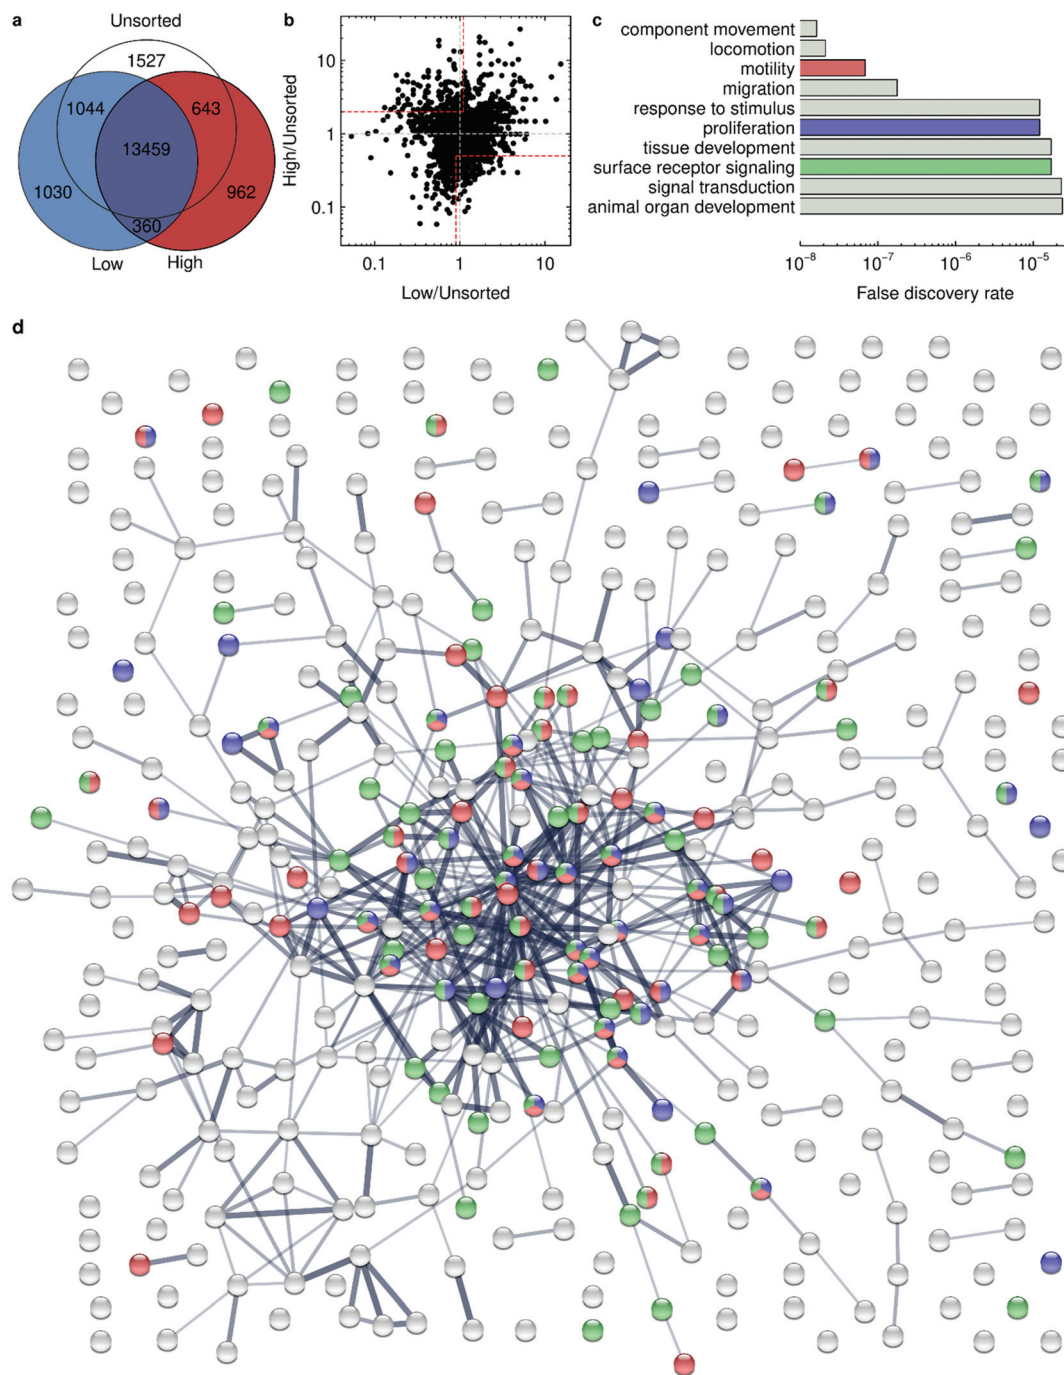 a
Unsorted
1527
1044
643
13459
1030
962
360
Low
High
b
High/Unsorted
10
1
0.1
0.1
1
10
Low/Unsorted
c
component movement
locomotion
motility
migration
response to stimulus
proliferation
tissue development
surface receptor signaling
signal transduction
animal organ development
10⁻⁸
10⁻⁷
10⁻⁶
10⁻⁵
False discovery rate
d